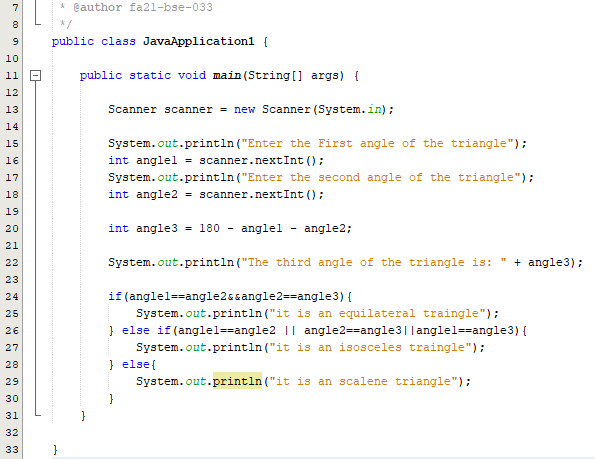 7 * @author fa21-bse-033
8 */
9 public class JavaApplication1 {
10
11 public static void main(String[] args) {
12
13 Scanner scanner = new Scanner(System.in);
14
15 System.out.println("Enter the First angle of the triangle");
16 int angle1 = scanner.nextInt();
17 System.out.println("Enter the second angle of the triangle");
18 int angle2 = scanner.nextInt();
19
20 int angle3 = 180 - angle1 - angle2;
21
22 System.out.println("The third angle of the triangle is: " + angle3);
23
24 if(angle1==angle2&&angle2==angle3){
25 System.out.println("it is an equilateral traingle");
26 } else if(angle1==angle2 || angle2==angle3||angle1==angle3){
27 System.out.println("it is an isosceles traingle");
28 } else{
29 System.out.println("it is an scalene triangle");
30 }
31 }
32
33 }